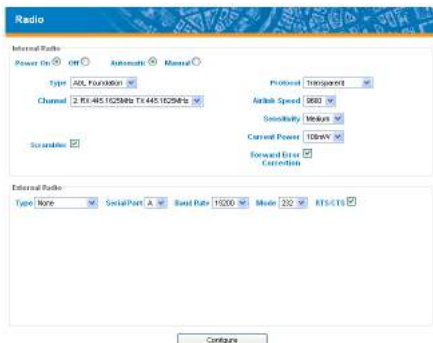 Radio
Internal Radio
Power On Off Automatic Manual
Type ADL Foundation Protocol Transparent
Channel 2: RX:445.1625MHz TX:445.1625MHz Airlink Speed 9600
Sensitivity Medium
Scrambler Current Power 100mW
Forward Error Correction
External Radio
Type None Serial Port A Baud Rate 19200 Mode 232 RTS/CTS
Configure